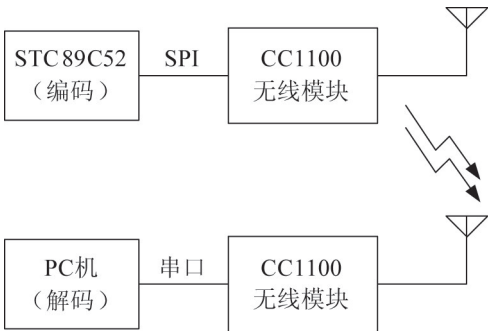 STC89C52
（编码）
SPI
CC1100
无线模块
PC机
（解码）
串口
CC1100
无线模块